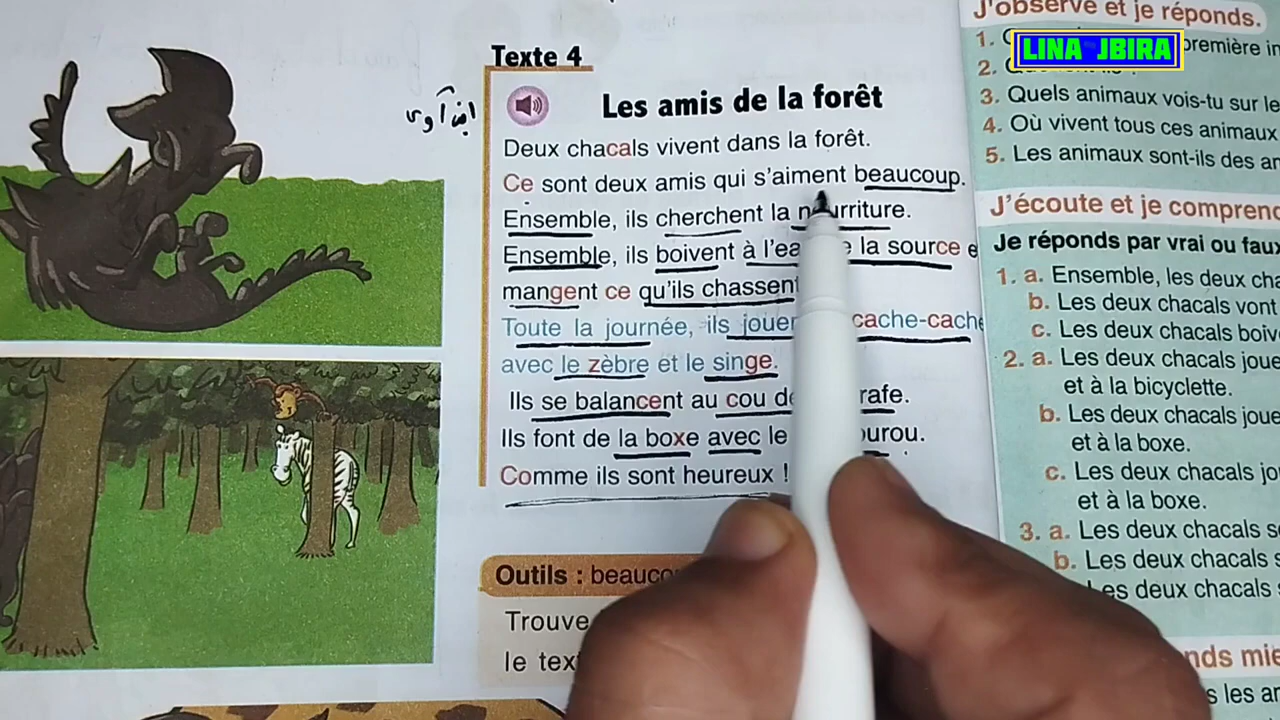 Texte 4
Les amis de la forêt
Deux chacals vivent dans la forêt.
Ce sont deux amis qui s'aiment beaucoup.
Ensemble, ils cherchent la nourriture.
Ensemble, ils boivent à l'ea la source e
mangent ce qu'ils chassent
Toute la journée, ils jouen cache-cache
avec le zèbre et le singe.
Ils se balancent au cou de rafe.
Ils font de la boxe avec le ourou.
Comme ils sont heureux !
Outils : beauco
Trouve
le tex
J'observe et je réponds.
LINA JBIRA
1. première in
2.
3. Quels animaux vois-tu sur le
4. Où vivent tous ces animaux
5. Les animaux sont-ils des am
J'écoute et je comprend
Je réponds par vrai ou faux
1. a. Ensemble, les deux cha
b. Les deux chacals vont
c. Les deux chacals boive
2. a. Les deux chacals joue
et à la bicyclette.
b. Les deux chacals joue
et à la boxe.
c. Les deux chacals jo
et à la boxe.
3. a. Les deux chacals s
b. Les deux chacals s
Les deux chacals
nds mie
s les an